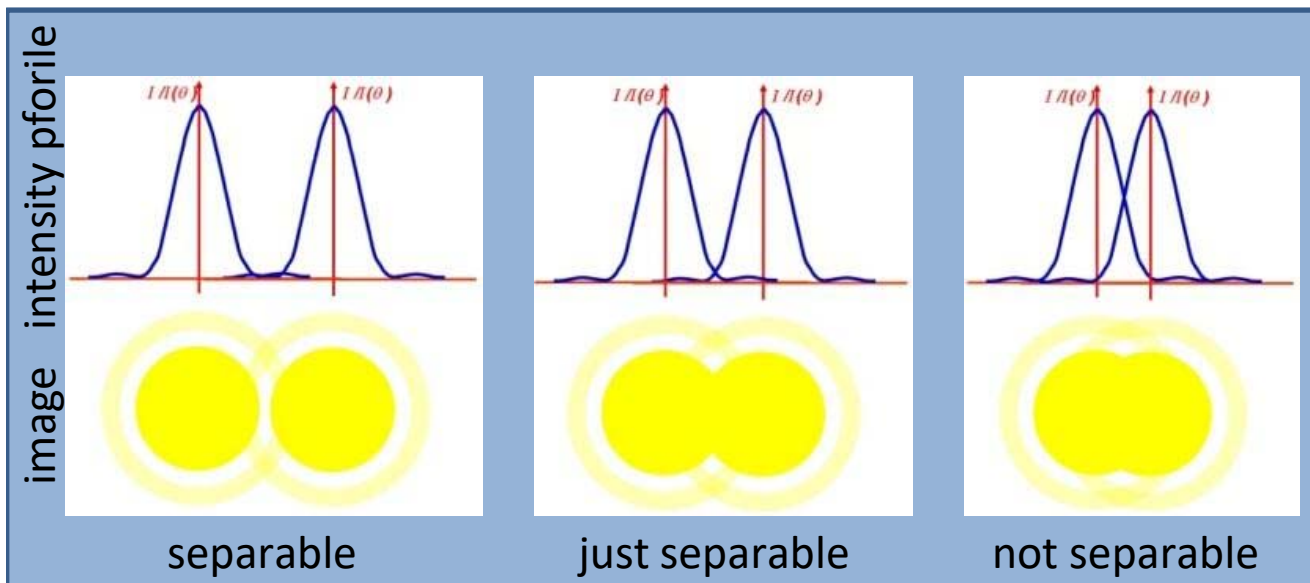 intensity pforile
image
I/I(θ) I/I(θ)
I/I(θ) I/I(θ)
I/I(θ) I/I(θ)
separable
just separable
not separable